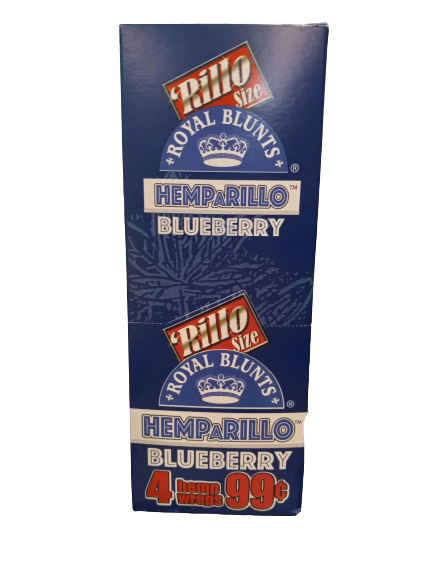 'Rillo
Size
ROYAL BLUNTS
®
HEMPARILLO™
BLUEBERRY
'Rillo
Size
ROYAL BLUNTS
®
HEMPARILLO™
BLUEBERRY
4 hemp wraps 99¢